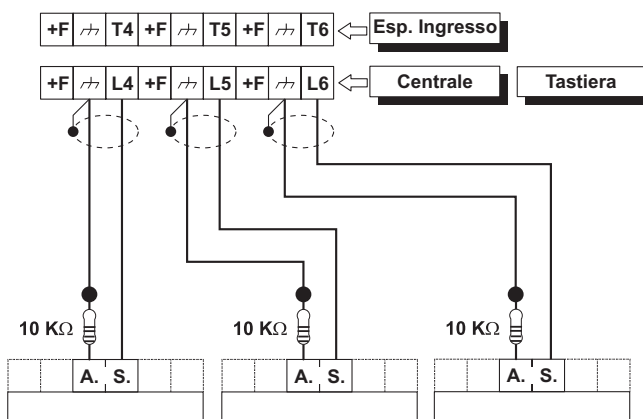 +F T4 +F T5 +F T6 Esp. Ingresso
+F L4 +F L5 +F L6 Centrale Tastiera
10 KΩ 10 KΩ 10 KΩ
A. S. A. S. A. S.